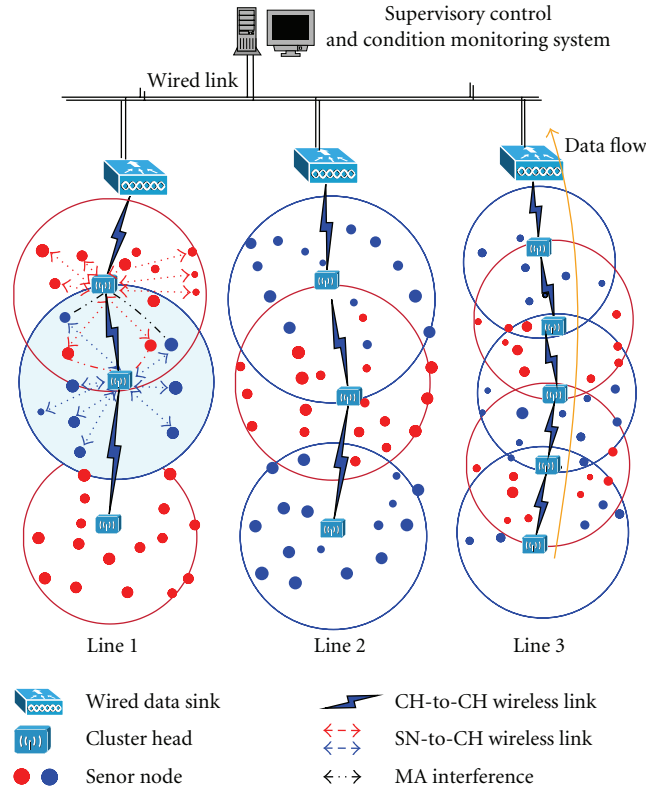 Supervisory control
and condition monitoring system
Wired link
Data flow
Line 1
Line 2
Line 3
Wired data sink
CH-to-CH wireless link
Cluster head
SN-to-CH wireless link
Senor node
MA interference